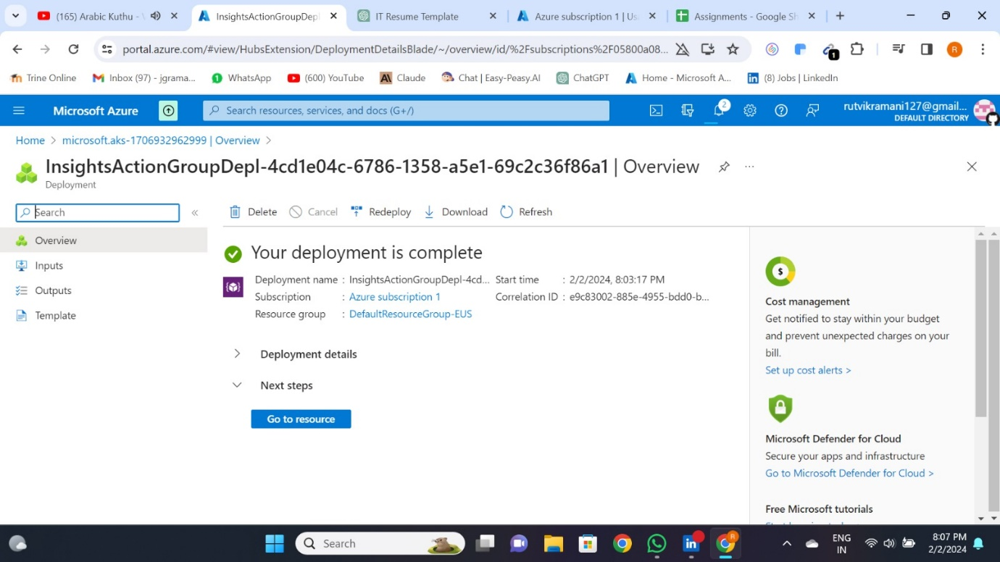 (165) Arabic Kuthu -
InsightsActionGroupDepl
IT Resume Template
Azure subscription 1 | Us
Assignments - Google Sh
portal.azure.com/#view/HubsExtension/DeploymentDetailsBlade/~/overview/id/%2Fsubscriptions%2F05800a08...
1
R
Trine Online
Inbox (97) - jgrama...
WhatsApp
(600) YouTube
Claude
Chat | Easy-Peasy.AI
ChatGPT
Home - Microsoft A...
(8) Jobs | LinkedIn
Microsoft Azure
Search resources, services, and docs (G+/)
2
rutvikramani127@gmail...
DEFAULT DIRECTORY
Home > microsoft.aks-1706932962999 | Overview >
InsightsActionGroupDepl-4cd1e04c-6786-1358-a5e1-69c2c36f86a1 | Overview
...
Deployment
Search
«
Delete
Cancel
Redeploy
Download
Refresh
Overview
Inputs
Outputs
Template
Your deployment is complete
Deployment name : InsightsActionGroupDepl-4cd...
Start time : 2/2/2024, 8:03:17 PM
Subscription : Azure subscription 1
Correlation ID : e9c83002-885e-4955-bdd0-b...
Resource group : DefaultResourceGroup-EUS
Deployment details
Next steps
Go to resource
$
Cost management
Get notified to stay within your budget
and prevent unexpected charges on your
bill.
Set up cost alerts >
Microsoft Defender for Cloud
Secure your apps and infrastructure
Go to Microsoft Defender for Cloud >
Free Microsoft tutorials
Search
R
ENG
IN
8:07 PM
2/2/2024